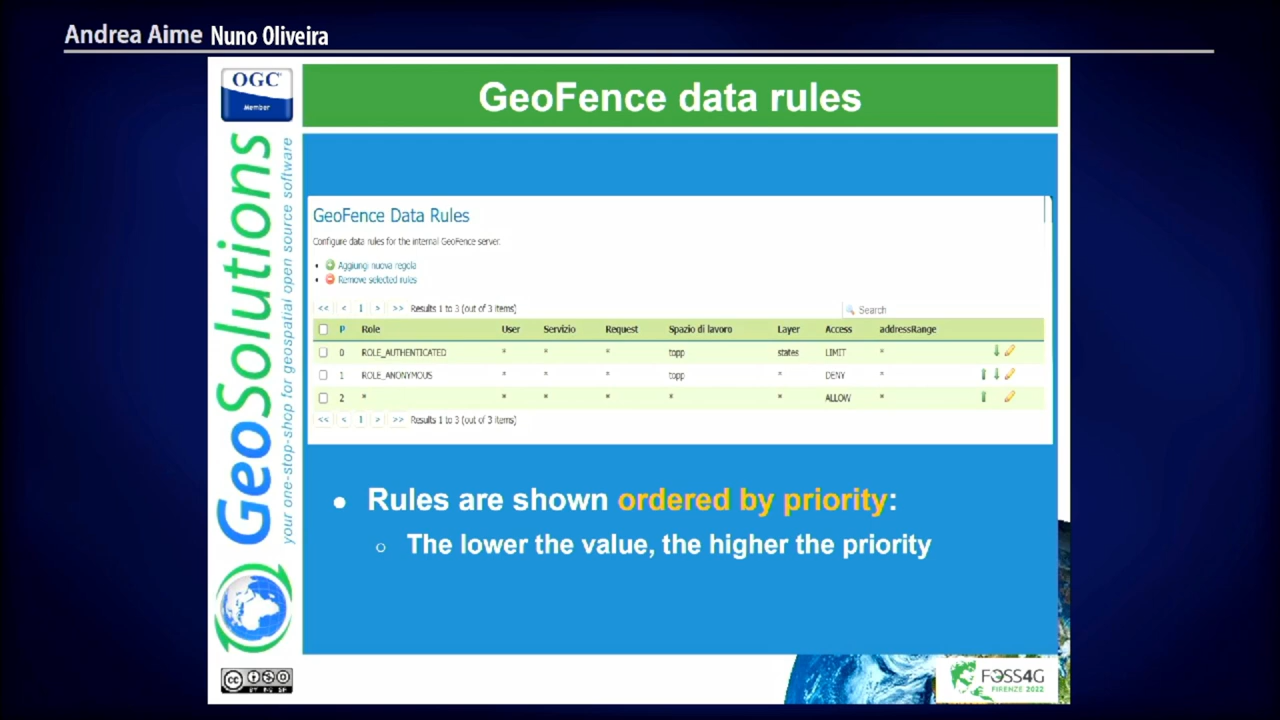 Andrea Aime Nuno Oliveira
OGC
Member
GeoSolutions
your one-stop-shop for geospatial open source software
GeoFence data rules
GeoFence Data Rules
Configure data rules for the internal GeoFence server.
Aggiungi nuova regola
Remove selected rules
<< < 1 > >> Results 1 to 3 (out of 3 items)
Search
P Role User Servizio Request Spazio di lavoro Layer Access addressRange
0 ROLE_AUTHENTICATED * * * topp states LIMIT *
1 ROLE_ANONYMOUS * * * topp * DENY *
2 * * * * * * ALLOW *
<< < 1 > >> Results 1 to 3 (out of 3 items)
● Rules are shown ordered by priority:
○ The lower the value, the higher the priority
cc
BY NC SA
FOSS4G
FIRENZE 2022